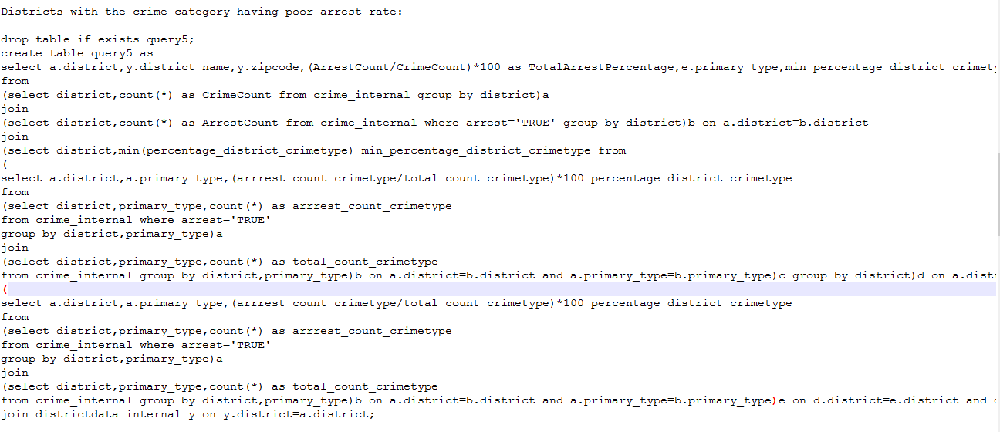 Districts with the crime category having poor arrest rate:
drop table if exists query5;
create table query5 as
select a.district,y.district_name,y.zipcode,(ArrestCount/CrimeCount)*100 as TotalArrestPercentage,e.primary_type,min_percentage_district_crimety
from
(select district,count(*) as CrimeCount from crime_internal group by district)a
join
(select district,count(*) as ArrestCount from crime_internal where arrest='TRUE' group by district)b on a.district=b.district
join
(select district,min(percentage_district_crimetype) min_percentage_district_crimetype from
(
select a.district,a.primary_type,(arrrest_count_crimetype/total_count_crimetype)*100 percentage_district_crimetype
from
(select district,primary_type,count(*) as arrrest_count_crimetype
from crime_internal where arrest='TRUE'
group by district,primary_type)a
join
(select district,primary_type,count(*) as total_count_crimetype
from crime_internal group by district,primary_type)b on a.district=b.district and a.primary_type=b.primary_type)c group by district)d on a.dist
(
select a.district,a.primary_type,(arrrest_count_crimetype/total_count_crimetype)*100 percentage_district_crimetype
from
(select district,primary_type,count(*) as arrrest_count_crimetype
from crime_internal where arrest='TRUE'
group by district,primary_type)a
join
(select district,primary_type,count(*) as total_count_crimetype
from crime_internal group by district,primary_type)b on a.district=b.district and a.primary_type=b.primary_type)e on d.district=e.district and
join districtdata_internal y on y.district=a.district;